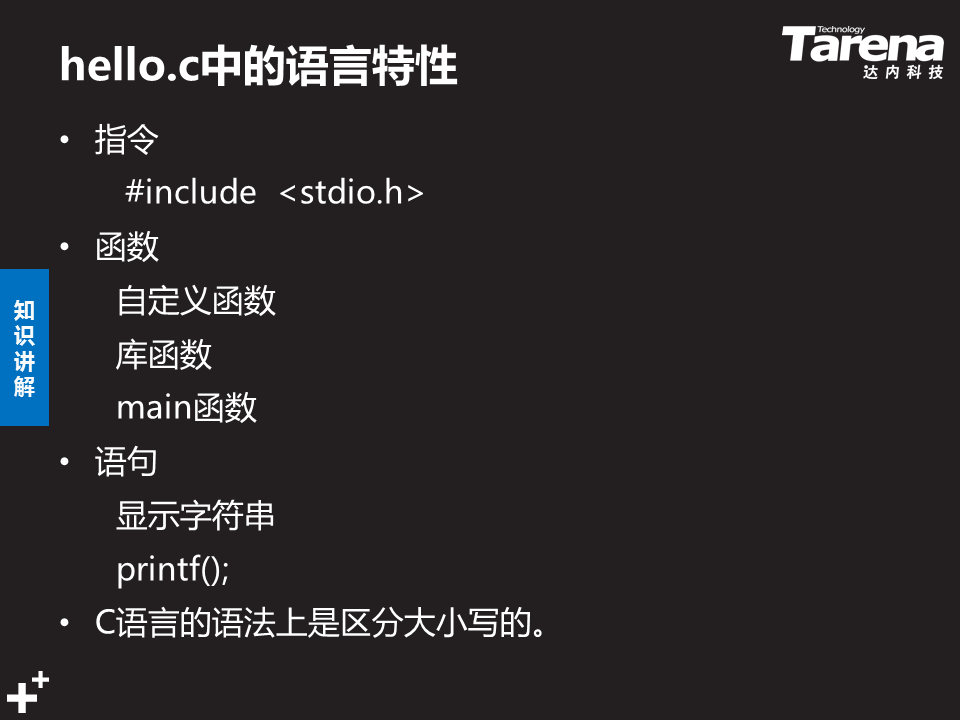 hello.c中的语言特性
Technology
Tarena
达内科技
• 指令
#include <stdio.h>
• 函数
自定义函数
库函数
main函数
• 语句
显示字符串
printf();
• C语言的语法上是区分大小写的。
知识讲解